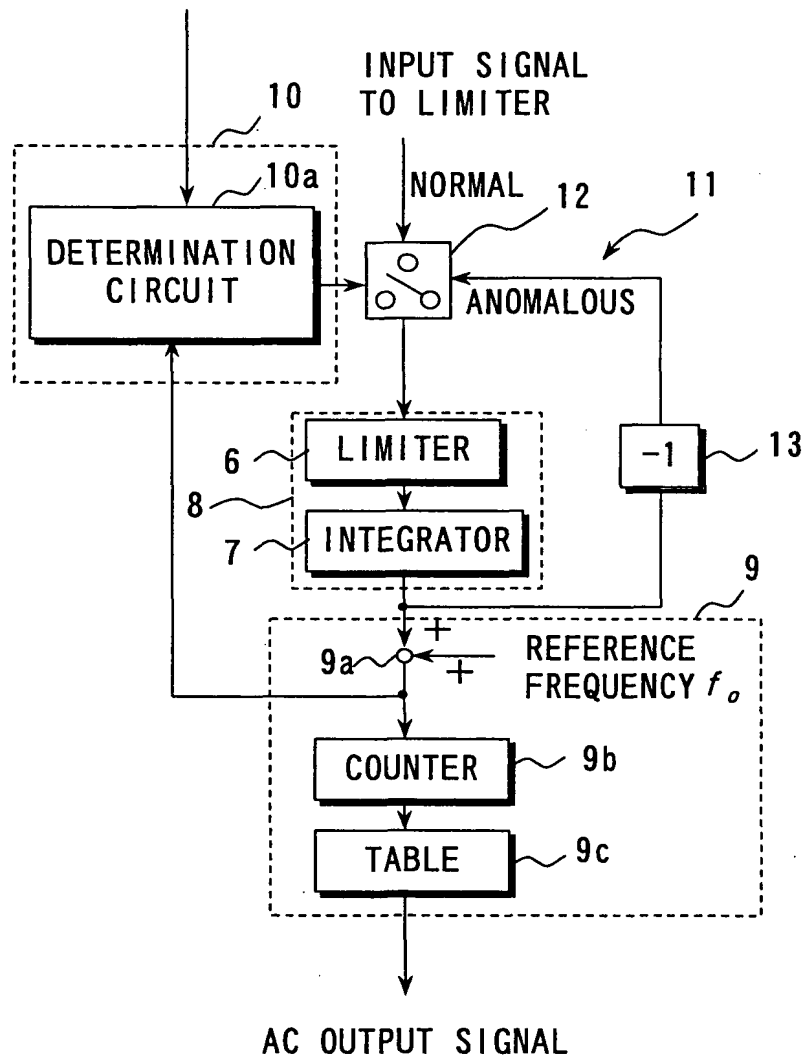 INPUT SIGNAL
TO LIMITER
10
10a
NORMAL
12
11
DETERMINATION
CIRCUIT
ANOMALOUS
6
LIMITER
-1
13
8
7
INTEGRATOR
9
+
9a
+
REFERENCE
FREQUENCY fo
COUNTER
9b
TABLE
9c
AC OUTPUT SIGNAL